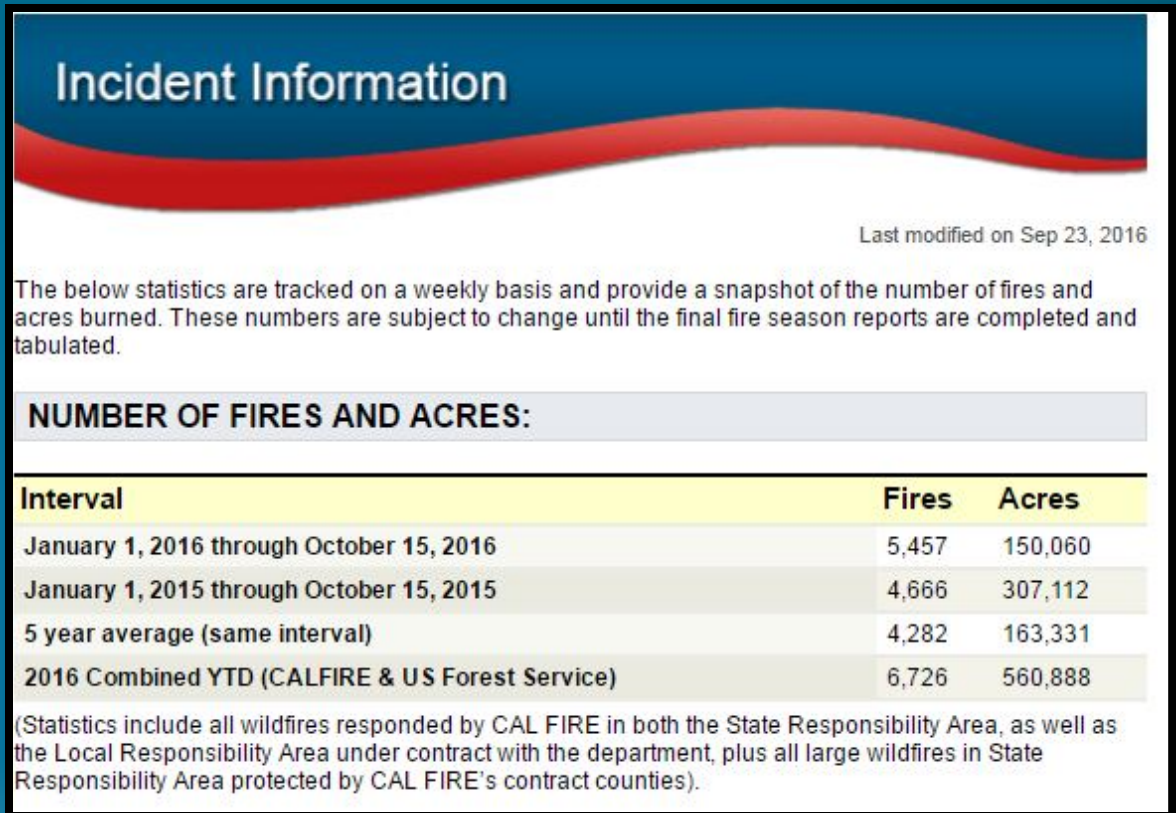 Incident Information
Last modified on Sep 23, 2016
The below statistics are tracked on a weekly basis and provide a snapshot of the number of fires and
acres burned. These numbers are subject to change until the final fire season reports are completed and
tabulated.
NUMBER OF FIRES AND ACRES:
Interval Fires Acres
January 1, 2016 through October 15, 2016 5,457 150,060
January 1, 2015 through October 15, 2015 4,666 307,112
5 year average (same interval) 4,282 163,331
2016 Combined YTD (CALFIRE & US Forest Service) 6,726 560,888
(Statistics include all wildfires responded by CAL FIRE in both the State Responsibility Area, as well as
the Local Responsibility Area under contract with the department, plus all large wildfires in State
Responsibility Area protected by CAL FIRE's contract counties).